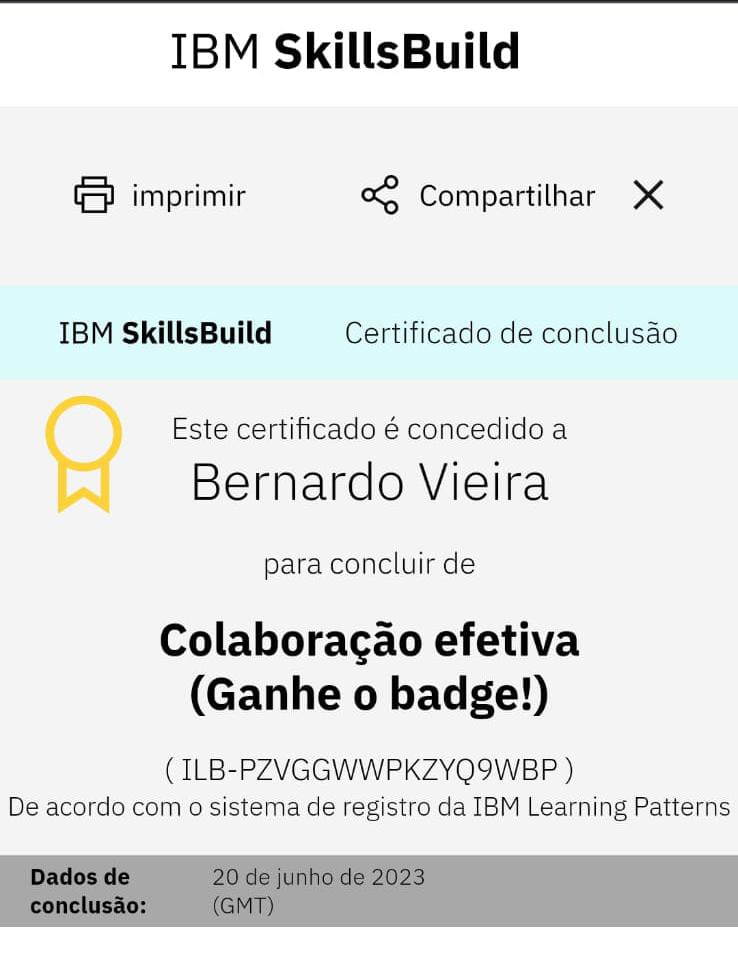 IBM SkillsBuild
imprimir
Compartilhar
IBM SkillsBuild
Certificado de conclusão
Este certificado é concedido a
Bernardo Vieira
para concluir de
Colaboração efetiva
(Ganhe o badge!)
( ILB-PZVGGWWPKZYQ9WBP )
De acordo com o sistema de registro da IBM Learning Patterns
Dados de
conclusão:
20 de junho de 2023
(GMT)